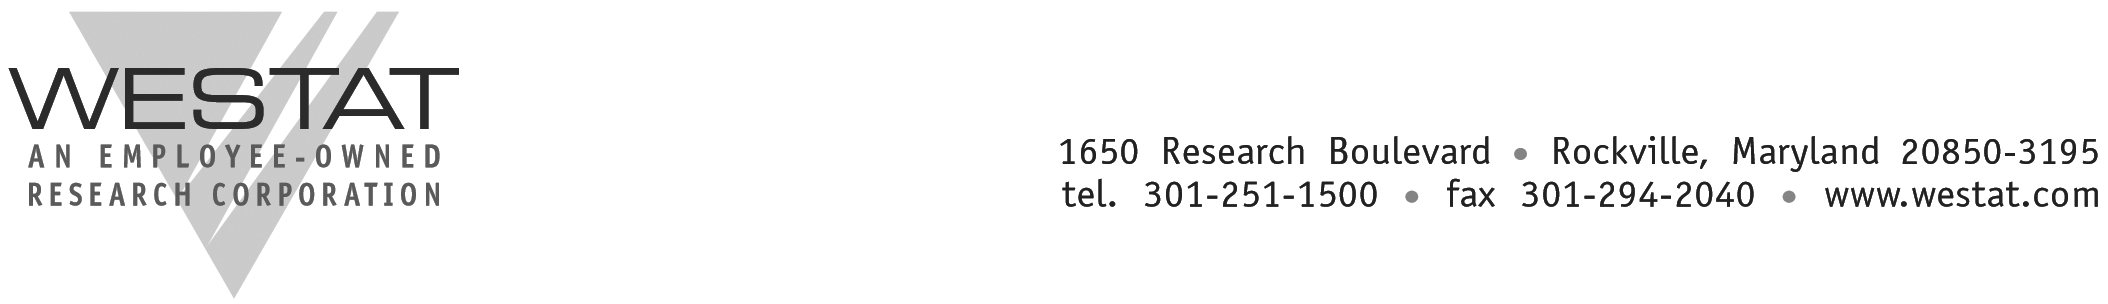 WESTAT
AN EMPLOYEE-OWNED
RESEARCH CORPORATION
1650 Research Boulevard • Rockville, Maryland 20850-3195
tel. 301-251-1500 • fax 301-294-2040 • www.westat.com